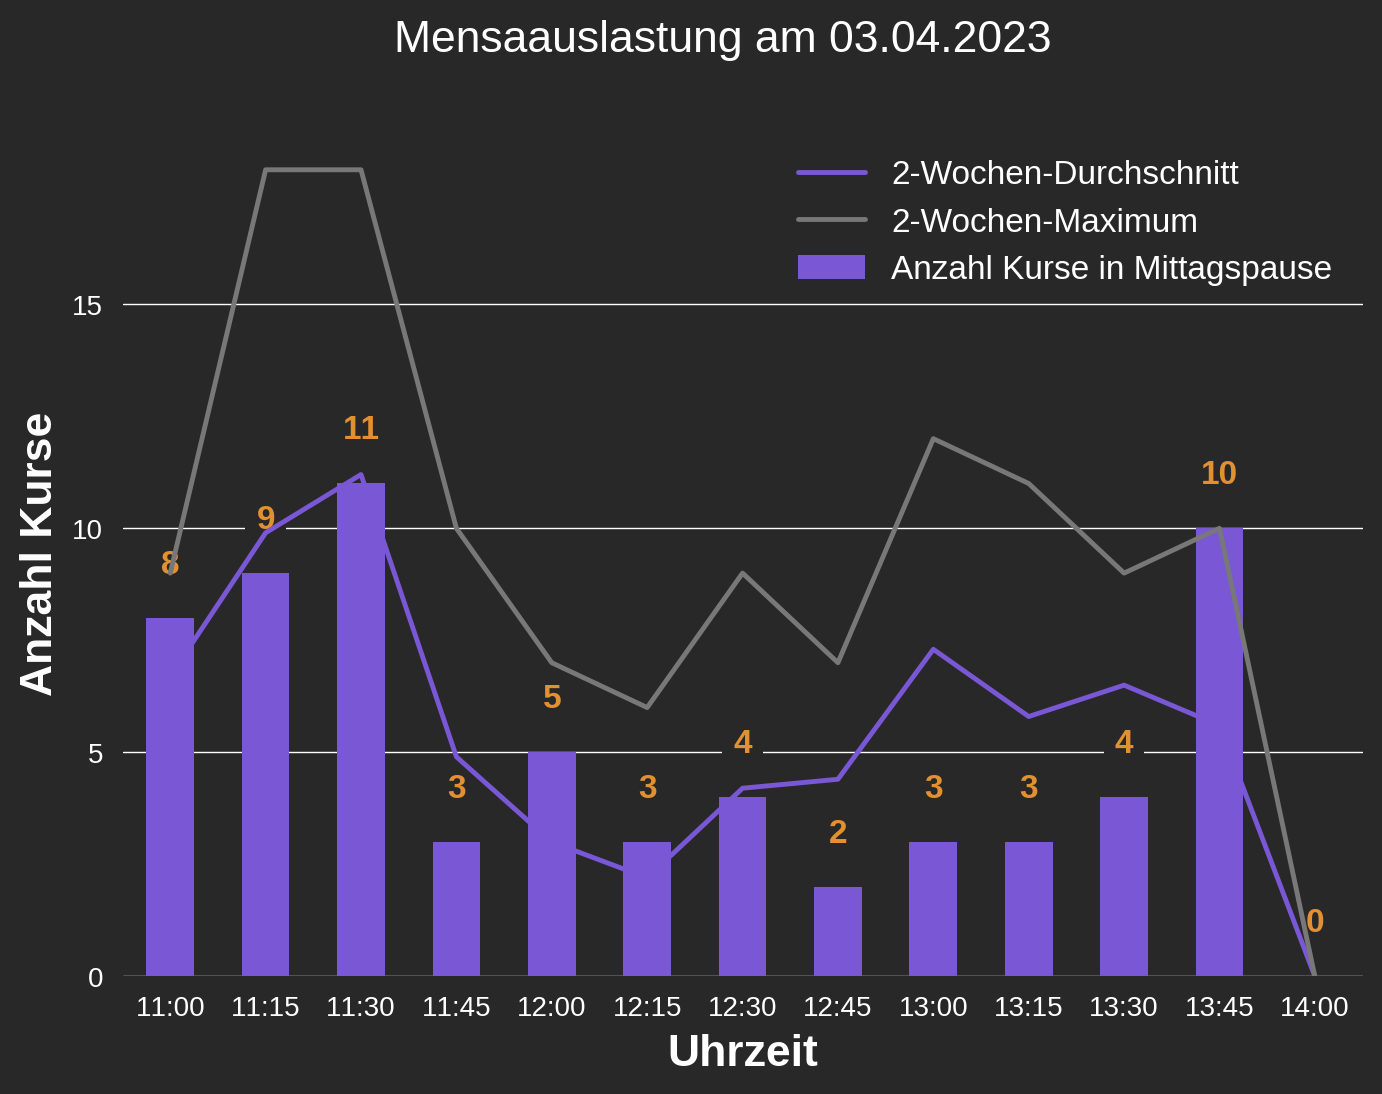 Mensaauslastung am 03.04.2023
2-Wochen-Durchschnitt
2-Wochen-Maximum
Anzahl Kurse in Mittagspause
Anzahl Kurse
15
10
5
0
8
9
11
3
5
3
4
2
3
3
4
10
0
11:00 11:15 11:30 11:45 12:00 12:15 12:30 12:45 13:00 13:15 13:30 13:45 14:00
Uhrzeit